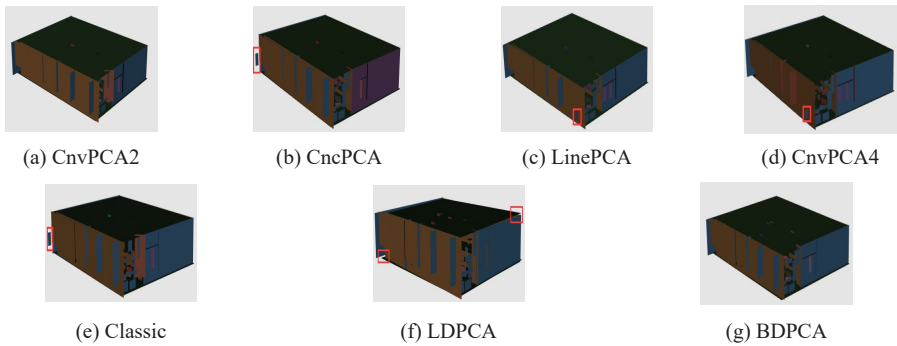 (a) CnvPCA2
(b) CncPCA
(c) LinePCA
(d) CnvPCA4
(e) Classic
(f) LDPCA
(g) BDPCA